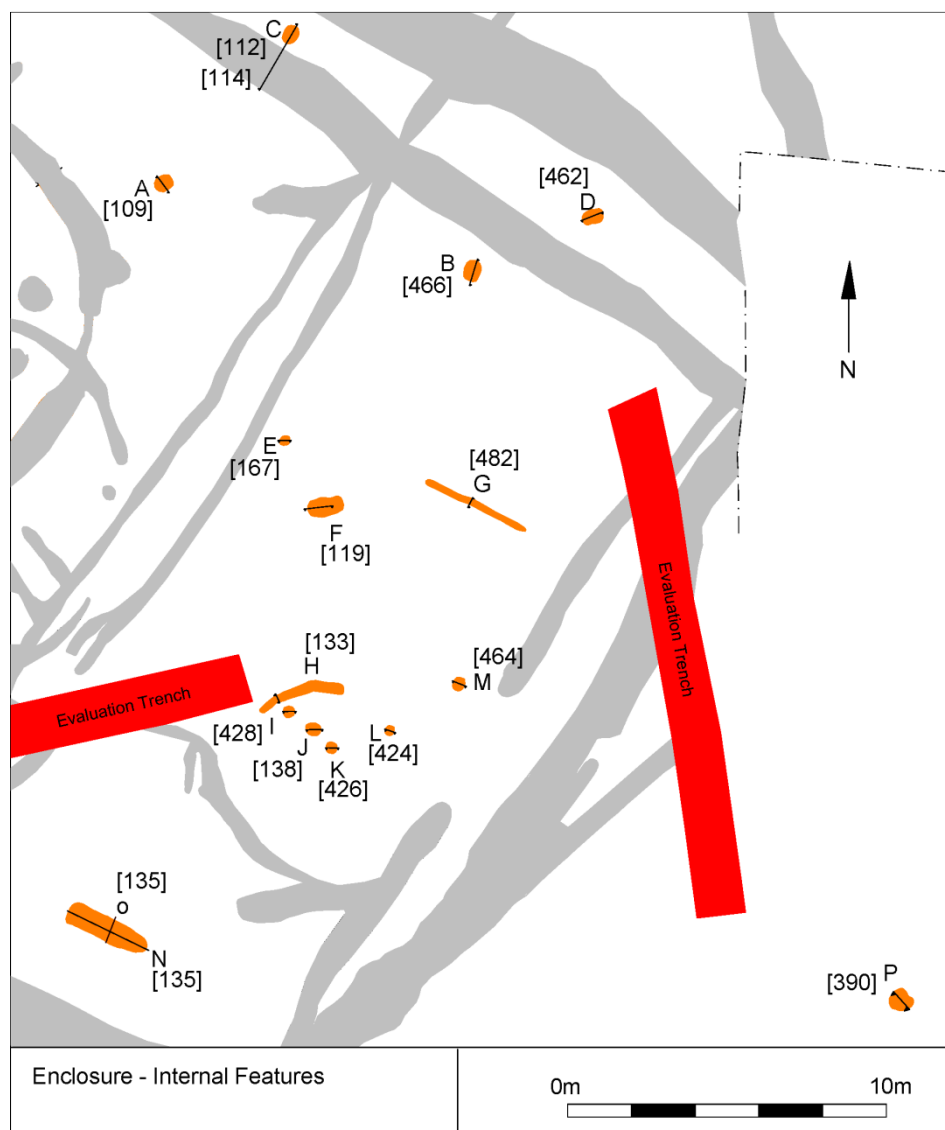 C
[112]
[114]
[462]
D
A
[109]
B
[466]
N
E
[167]
[482]
G
F
[119]
Evaluation Trench
[133]
H
[464]
M
Evaluation Trench
[428]
I
J
[138]
K
[426]
L
[424]
[135]
o
N
[135]
P
[390]
Enclosure - Internal Features
0m
10m